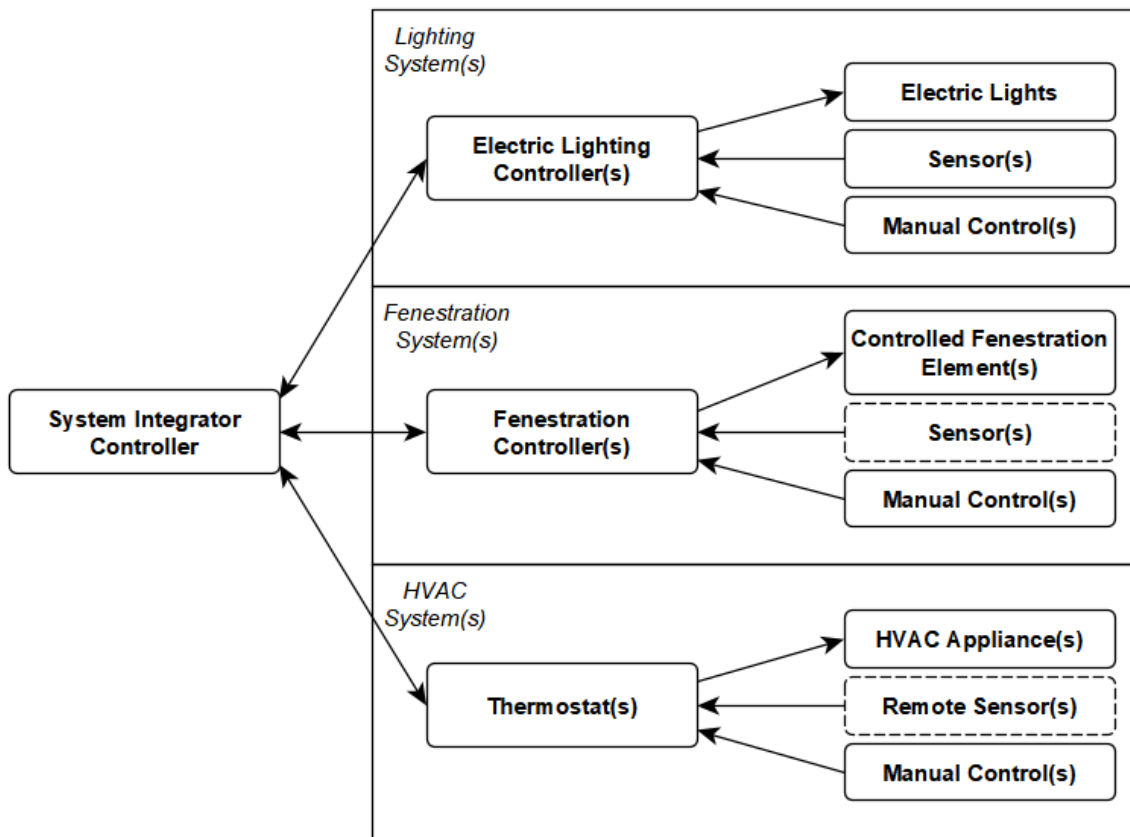 Lighting
System(s)
Electric Lights
Electric Lighting
Controller(s)
Sensor(s)
Manual Control(s)
Fenestration
System(s)
Controlled Fenestration
Element(s)
System Integrator
Controller
Fenestration
Controller(s)
Sensor(s)
Manual Control(s)
HVAC
System(s)
HVAC Appliance(s)
Thermostat(s)
Remote Sensor(s)
Manual Control(s)